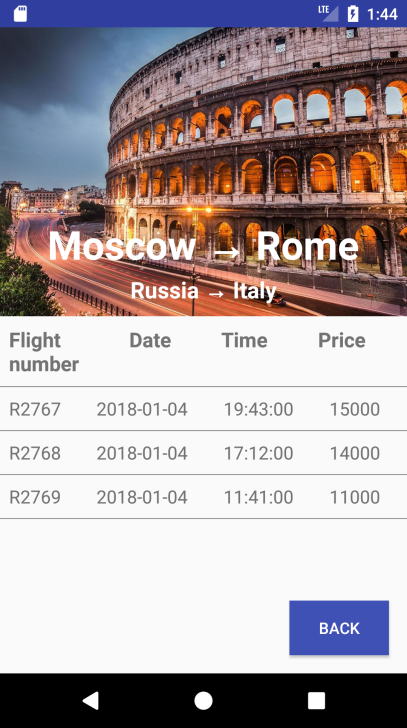 LTE 1:44
Moscow → Rome
Russia → Italy
Flight number Date Time Price
R2767 2018-01-04 19:43:00 15000
R2768 2018-01-04 17:12:00 14000
R2769 2018-01-04 11:41:00 11000
BACK